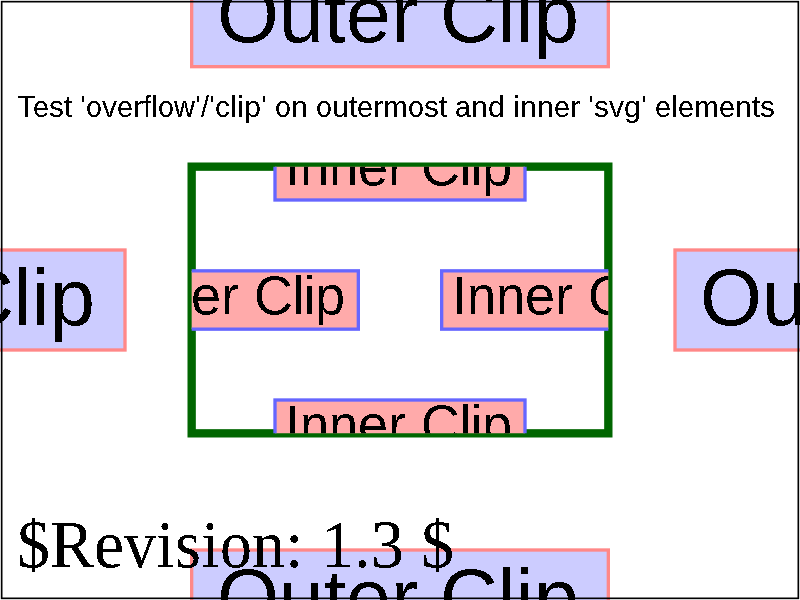 Outer Clip
Test 'overflow'/'clip' on outermost and inner 'svg' elements
Inner Clip
Clip
er Clip
Inner C
Ou
Inner Clip
$Revision: 1.3 $
Outer Clip